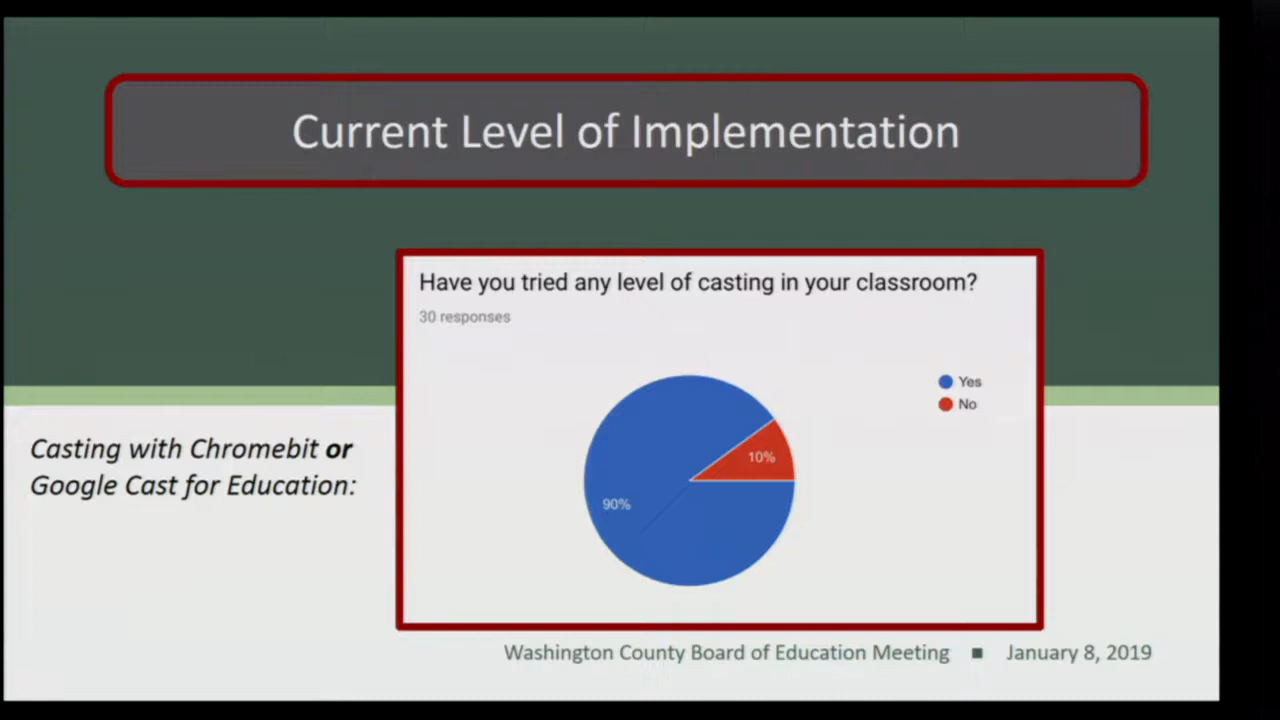 Current Level of Implementation
Have you tried any level of casting in your classroom?
30 responses
Yes
No
10%
90%
Casting with Chromebit or
Google Cast for Education:
Washington County Board of Education Meeting ■ January 8, 2019